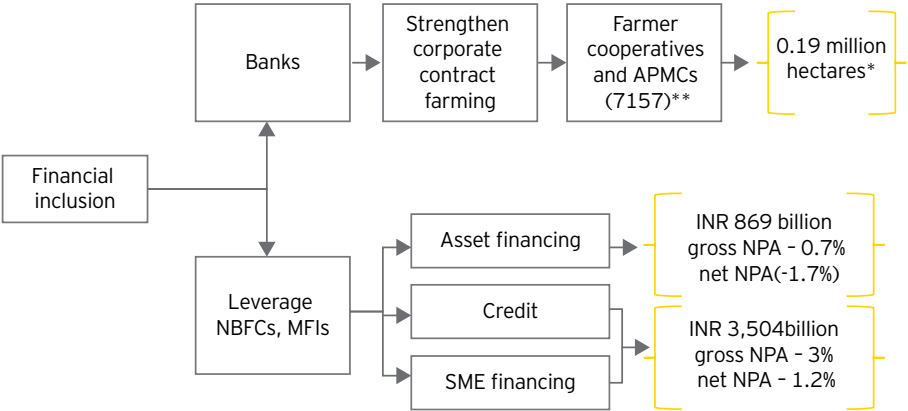 Banks
Strengthen
corporate
contract
farming
Farmer
cooperatives
and APMCs
(7157)**
0.19 million
hectares*
Financial
inclusion
Leverage
NBFCs, MFIs
Asset financing
Credit
SME financing
INR 869 billion
gross NPA – 0.7%
net NPA(-1.7%)
INR 3,504billion
gross NPA – 3%
net NPA – 1.2%